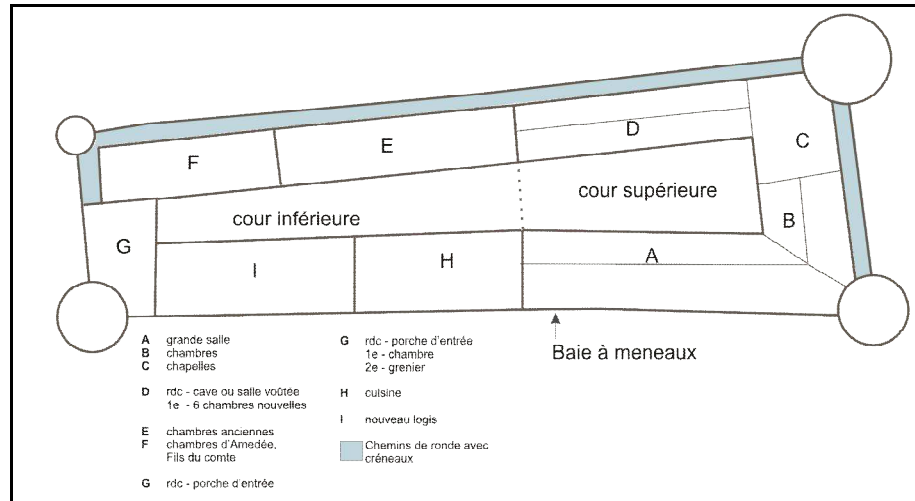 D
E
F
C
cour supérieure
cour inférieure
B
G
A
H
I
Baie à meneaux
A grande salle
B chambres
C chapelles
D rdc - cave ou salle voûtée
1e - 6 chambres nouvelles
E chambres anciennes
F chambres d'Amedée,
Fils du comte
G rdc - porche d'entrée
G rdc - porche d'entrée
1e - chambre
2e - grenier
H cuisine
I nouveau logis
Chemins de ronde avec
créneaux